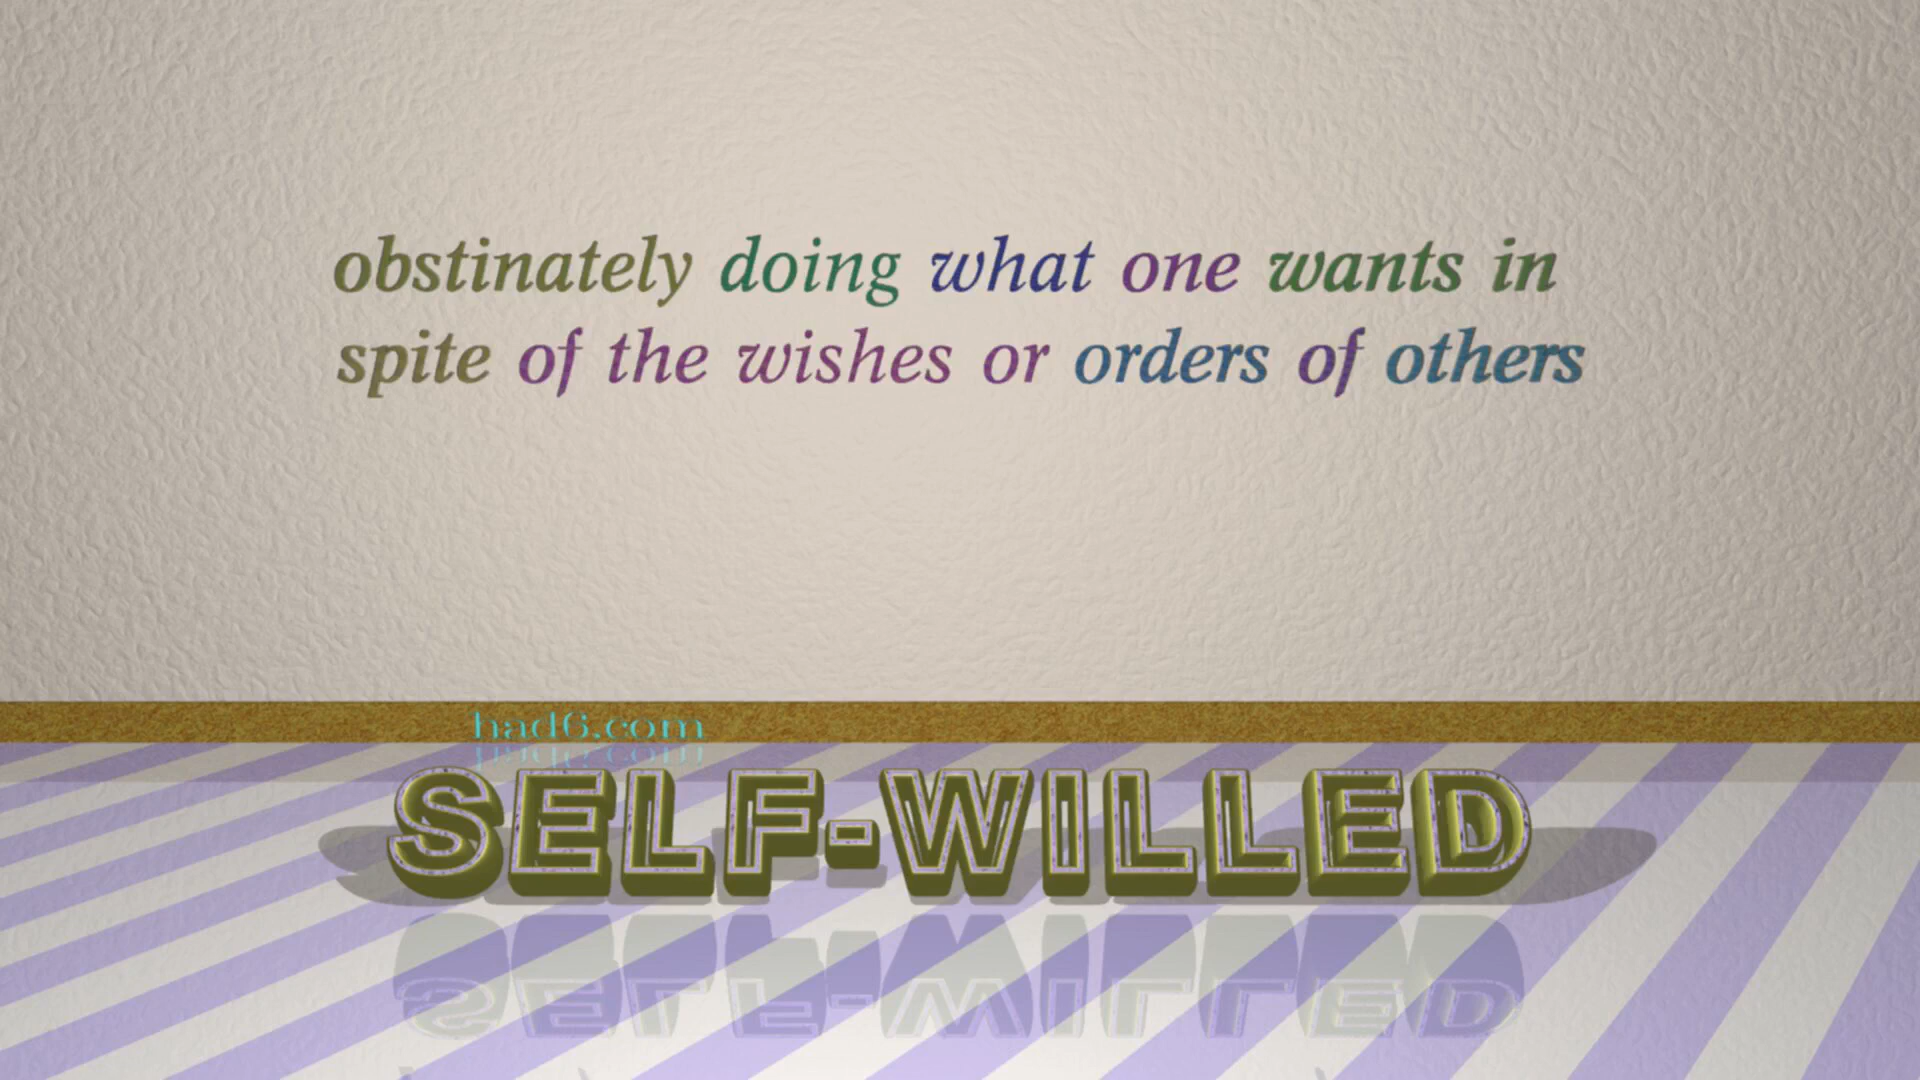 obstinately doing what one wants in
spite of the wishes or orders of others
had6.com
SELF-WILLED